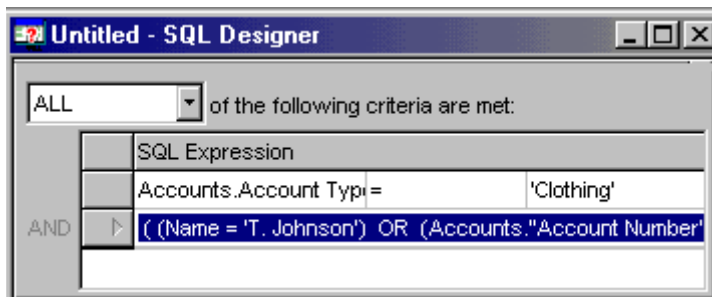 Untitled - SQL Designer
ALL of the following criteria are met:
SQL Expression
Accounts.Account Typ = 'Clothing'
AND ( (Name = 'T. Johnson') OR (Accounts."Account Number"